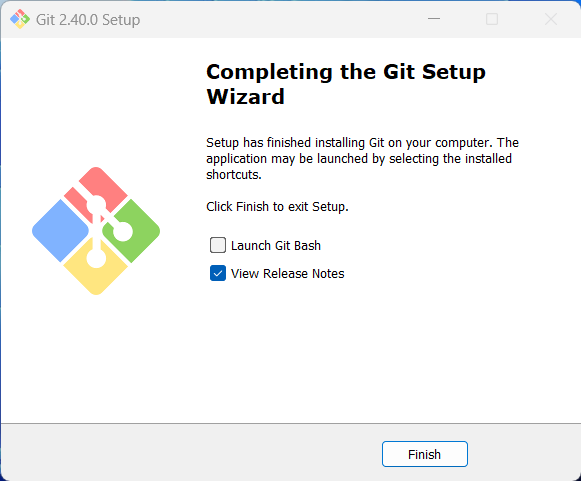 Git 2.40.0 Setup
Completing the Git Setup
Wizard
Setup has finished installing Git on your computer. The
application may be launched by selecting the installed
shortcuts.
Click Finish to exit Setup.
Launch Git Bash
View Release Notes
Finish